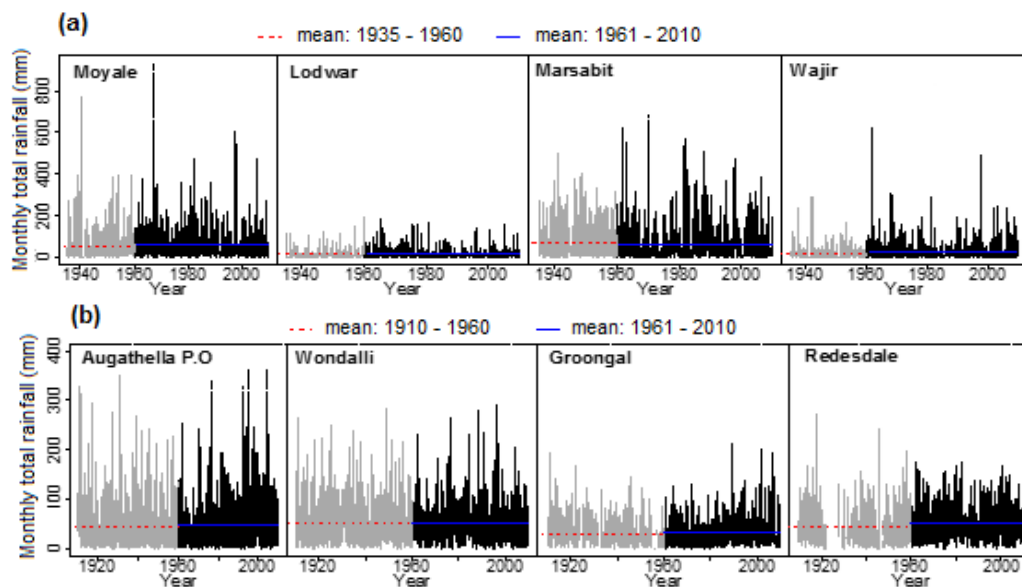 (a)
mean: 1935 - 1960 mean: 1961 - 2010
Monthly total rainfall (mm)
Moyale Lodwar Marsabit Wajir
800
600
400
200
0
1940 1960 1980 2000 1940 1960 1980 2000 1940 1960 1980 2000 1940 1960 1980 2000
Year Year Year Year
(b)
mean: 1910 - 1960 mean: 1961 - 2010
Monthly total rainfall (mm)
Augathella P.O Wondalli Groongal Redesdale
400
300
200
100
0
1920 1960 2000 1920 1960 2000 1920 1960 2000 1920 1960 2000
Year Year Year Year